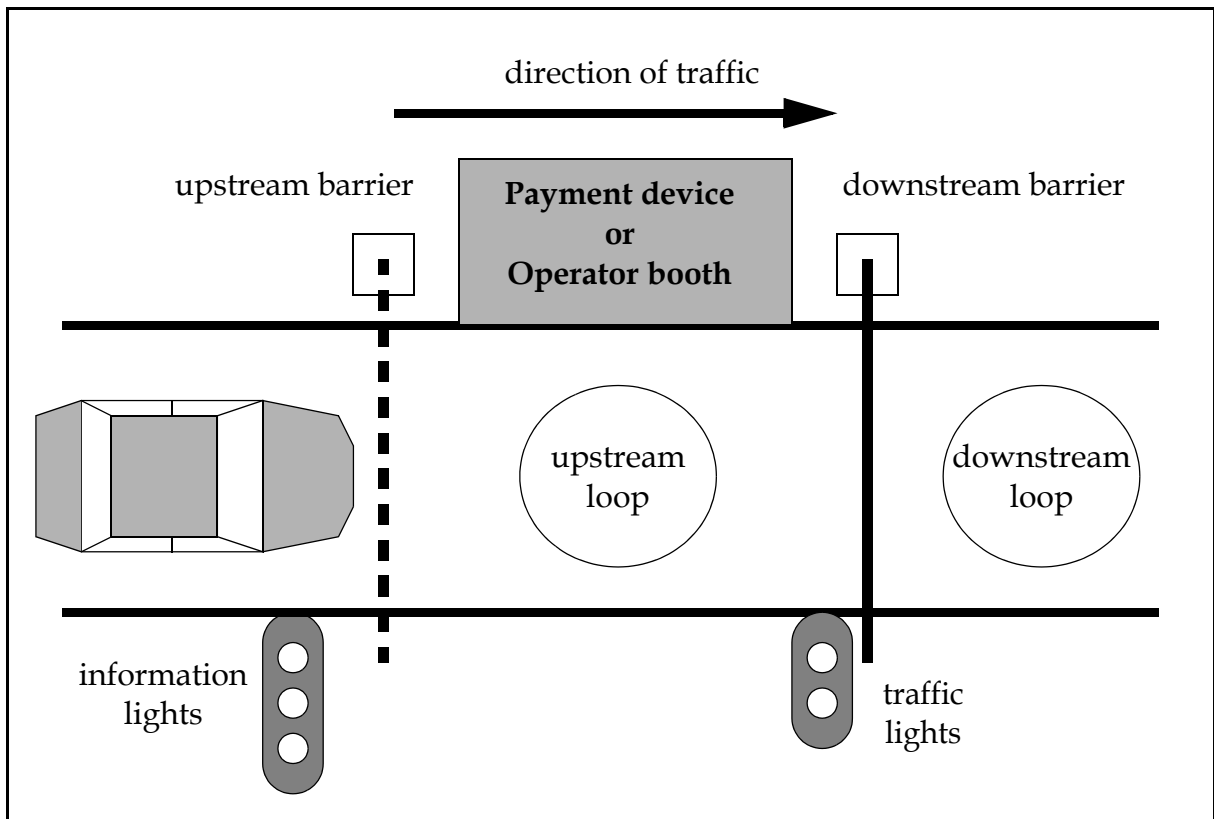 direction of traffic
upstream barrier
Payment device
or
Operator booth
downstream barrier
upstream
loop
downstream
loop
information
lights
traffic
lights